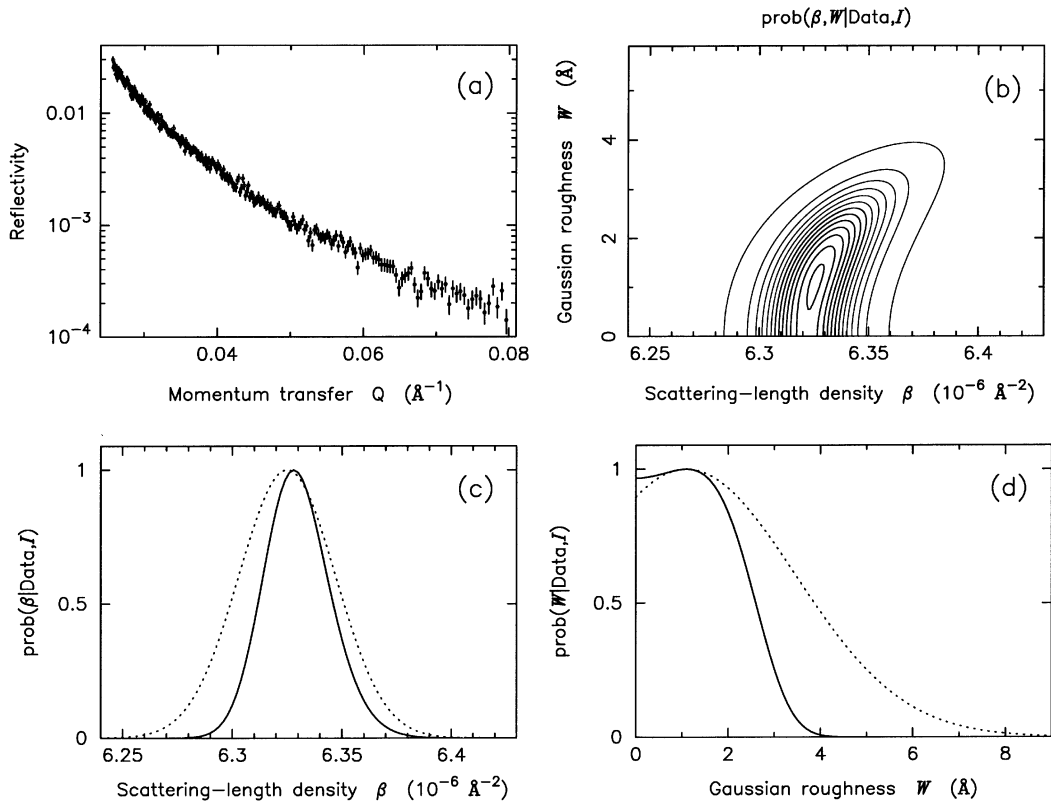 prob(β,W|Data,I)
(a)
Reflectivity
0.01
10⁻³
10⁻⁴
0.04
0.06
0.08
Momentum transfer Q (Å⁻¹)
(b)
Gaussian roughness W (Å)
4
2
0
6.25
6.3
6.35
6.4
Scattering-length density β (10⁻⁶ Å⁻²)
(c)
prob(β|Data,I)
1
0.5
0
6.25
6.3
6.35
6.4
Scattering-length density β (10⁻⁶ Å⁻²)
(d)
prob(W|Data,I)
1
0.5
0
0
2
4
6
8
Gaussian roughness W (Å)